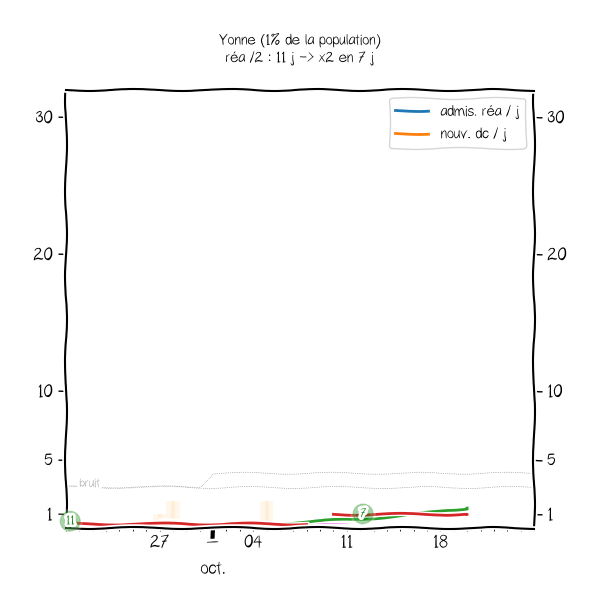 Yonne (1% de la population)
réa /2 : 11 j -> x2 en 7 j
admis. réa / j
nouv. dc / j
30
30
20
20
10
10
5
5
bruit
1
1
11
7
27
04
11
18
oct.